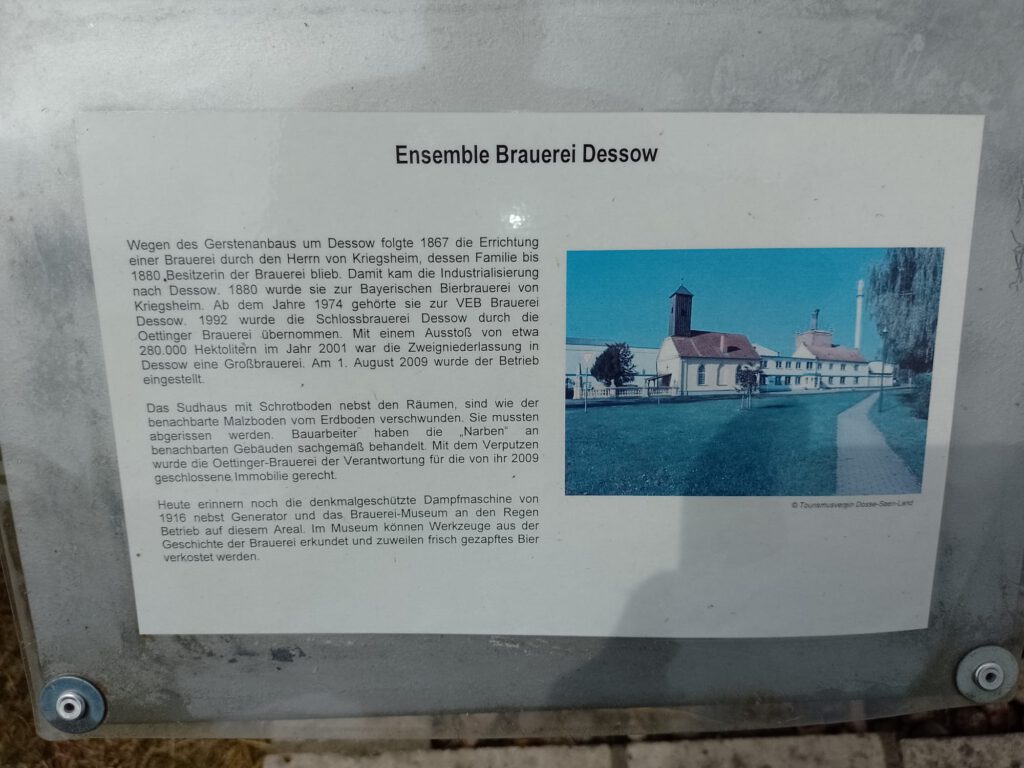 Ensemble Brauerei Dessow
Wegen des Gerstenanbaus um Dessow folgte 1867 die Errichtung
einer Brauerei durch den Herrn von Kriegsheim, dessen Familie bis
1880 Besitzerin der Brauerei blieb. Damit kam die Industrialisierung
nach Dessow. 1880 wurde sie zur Bayerischen Bierbrauerei von
Kriegsheim. Ab dem Jahre 1974 gehörte sie zur VEB Brauerei
Dessow. 1992 wurde die Schlossbrauerei Dessow durch die
Oettinger Brauerei übernommen. Mit einem Ausstoß von etwa
280.000 Hektolitern im Jahr 2001 war die Zweigniederlassung in
Dessow eine Großbrauerei. Am 1. August 2009 wurde der Betrieb
eingestellt.
Das Sudhaus mit Schrotboden nebst den Räumen, sind wie der
benachbarte Malzboden vom Erdboden verschwunden. Sie mussten
abgerissen werden. Bauarbeiter haben die „Narben“ an
benachbarten Gebäuden sachgemäß behandelt. Mit dem Verputzen
wurde die Oettinger-Brauerei der Verantwortung für die von ihr 2009
geschlossene Immobilie gerecht.
Heute erinnern noch die denkmalgeschützte Dampfmaschine von
1916 nebst Generator und das Brauerei-Museum an den Regen
Betrieb auf diesem Areal. Im Museum können Werkzeuge aus der
Geschichte der Brauerei erkundet und zuweilen frisch gezapftes Bier
verkostet werden.
© Tourismusverein Dosse-Seen-Land